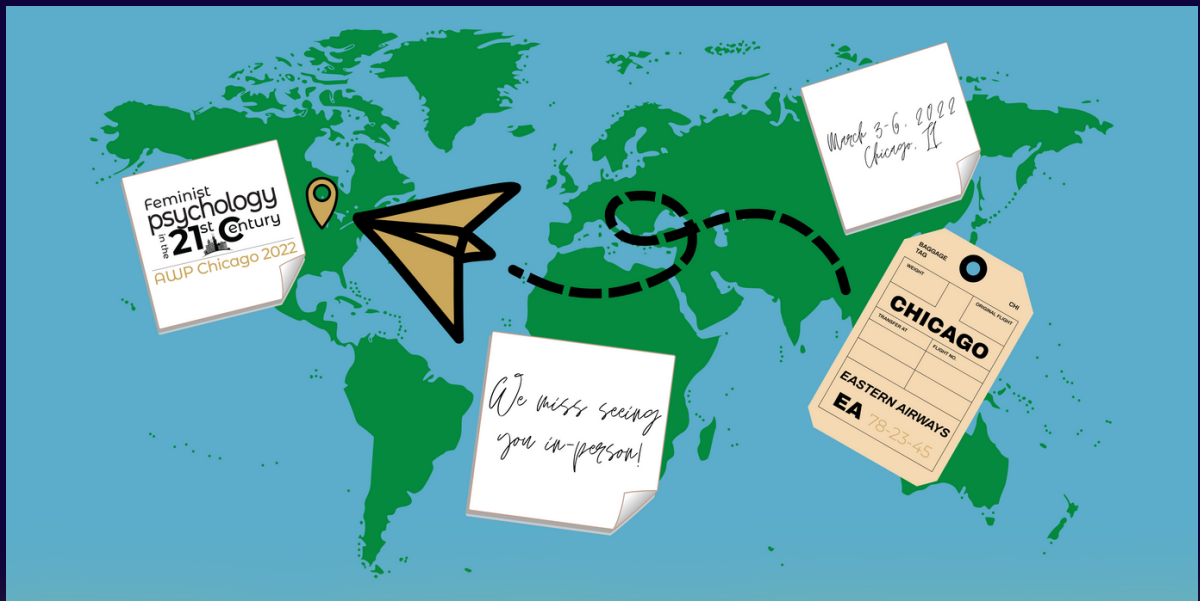 Feminist
psychology
in the 21st Century
AWP Chicago 2022
We miss seeing
you in-person!
March 3-6, 2022
Chicago, IL
BAGGAGE
TAG
CHI
WEIGHT
ORIGINAL FLIGHT
CHICAGO
TRANSFER AT
FLIGHT NO.
EASTERN AIRWAYS
EA 78-23-45